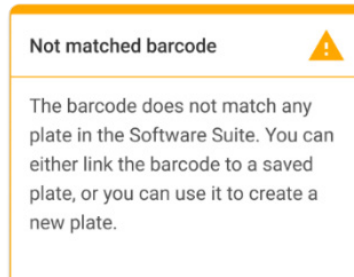 Not matched barcode
The barcode does not match any
plate in the Software Suite. You can
either link the barcode to a saved
plate, or you can use it to create a
new plate.